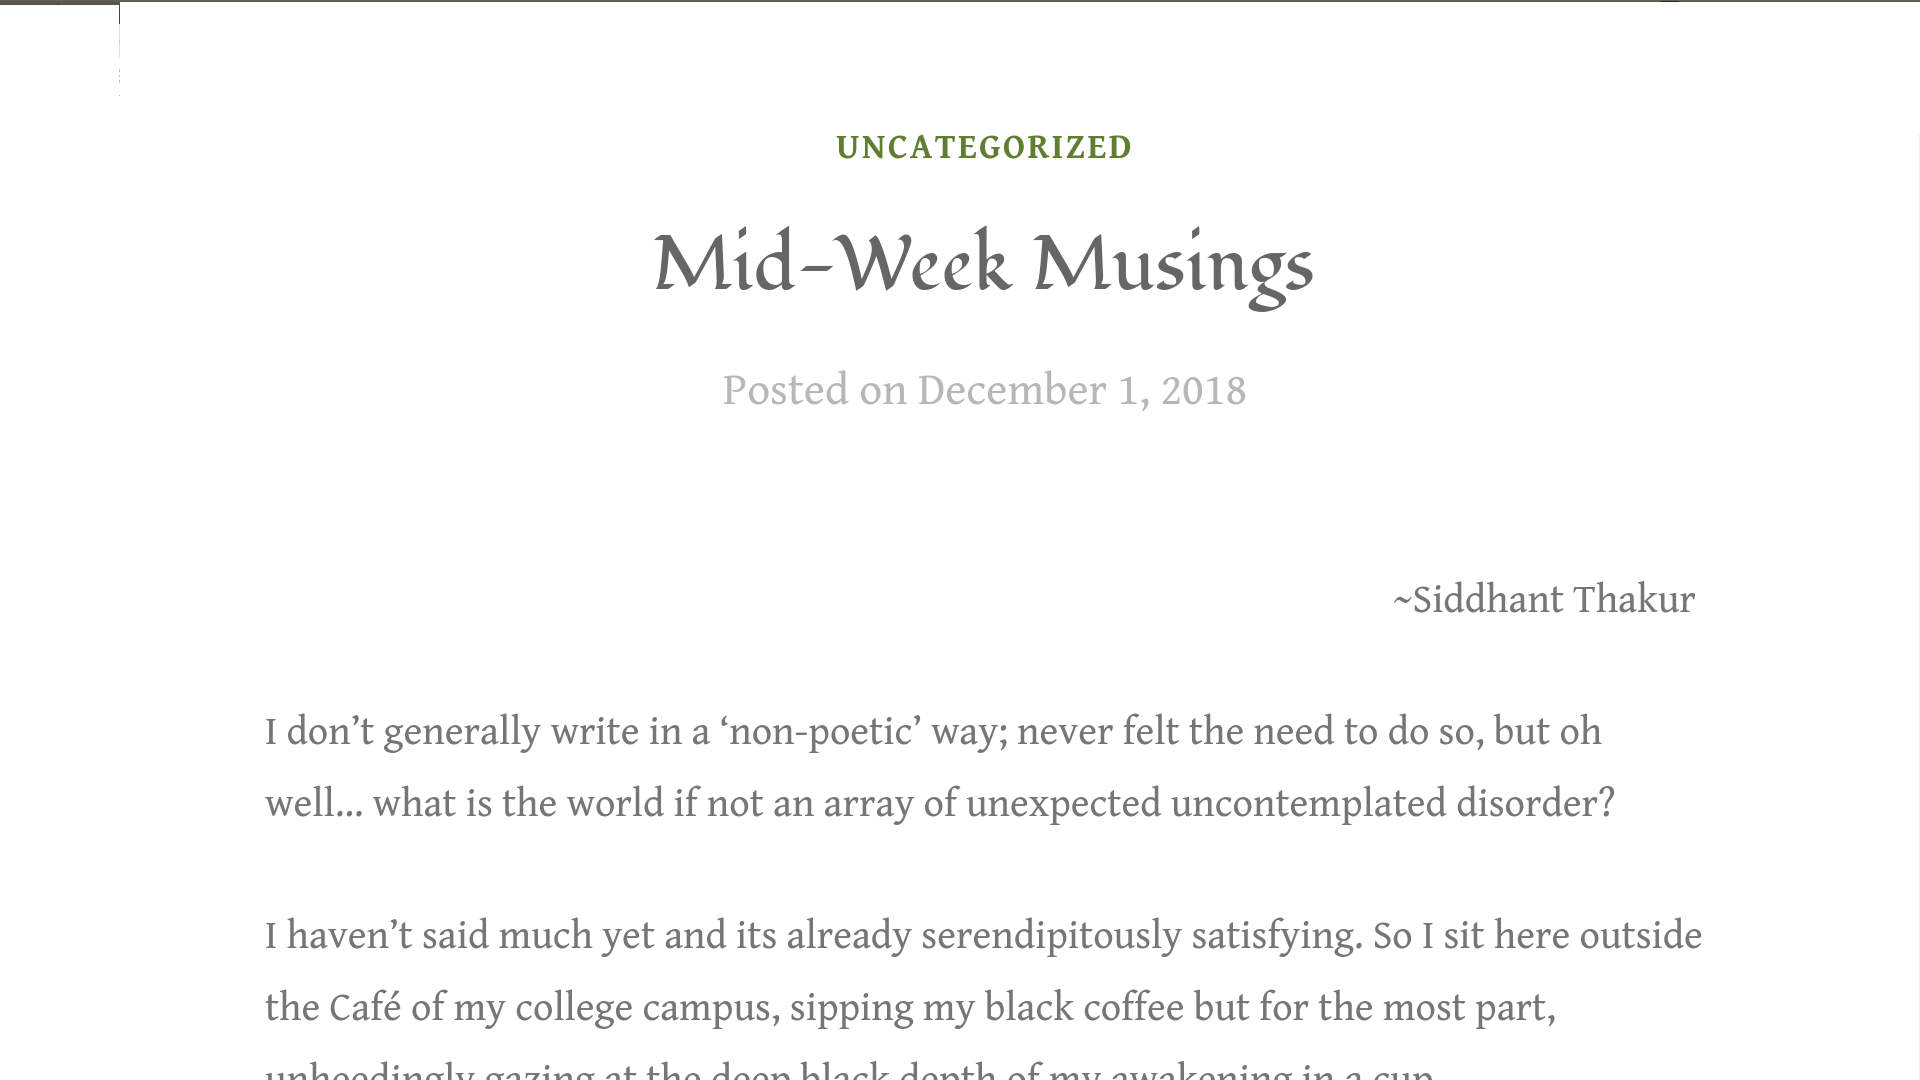 UNCATEGORIZED
Mid-Week Musings
Posted on December 1, 2018
~Siddhant Thakur
I don’t generally write in a ‘non-poetic’ way; never felt the need to do so, but oh
well… what is the world if not an array of unexpected uncontemplated disorder?
I haven’t said much yet and its already serendipitously satisfying. So I sit here outside
the Café of my college campus, sipping my black coffee but for the most part,
unheedingly gazing at the deep black depth of my awakening in a cup.